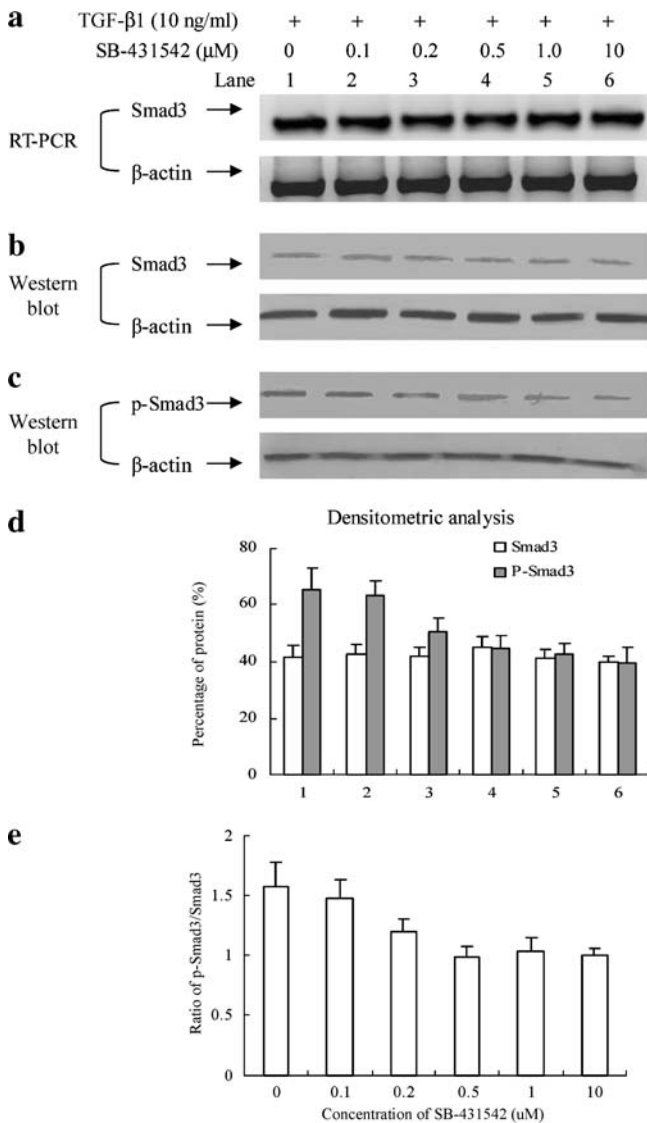 a TGF-β1 (10 ng/ml) + + + + + +
SB-431542 (μM) 0 0.1 0.2 0.5 1.0 10
Lane 1 2 3 4 5 6
Smad3
RT-PCR
β-actin
b
Smad3
Western
blot
β-actin
c
p-Smad3
Western
blot
β-actin
d
Densitometric analysis
Smad3
P-Smad3
Percentage of protein (%)
80
60
40
20
0
1 2 3 4 5 6
e
Ratio of p-Smad3/Smad3
2
1.5
1
0.5
0
0 0.1 0.2 0.5 1 10
Concentration of SB-431542 (uM)